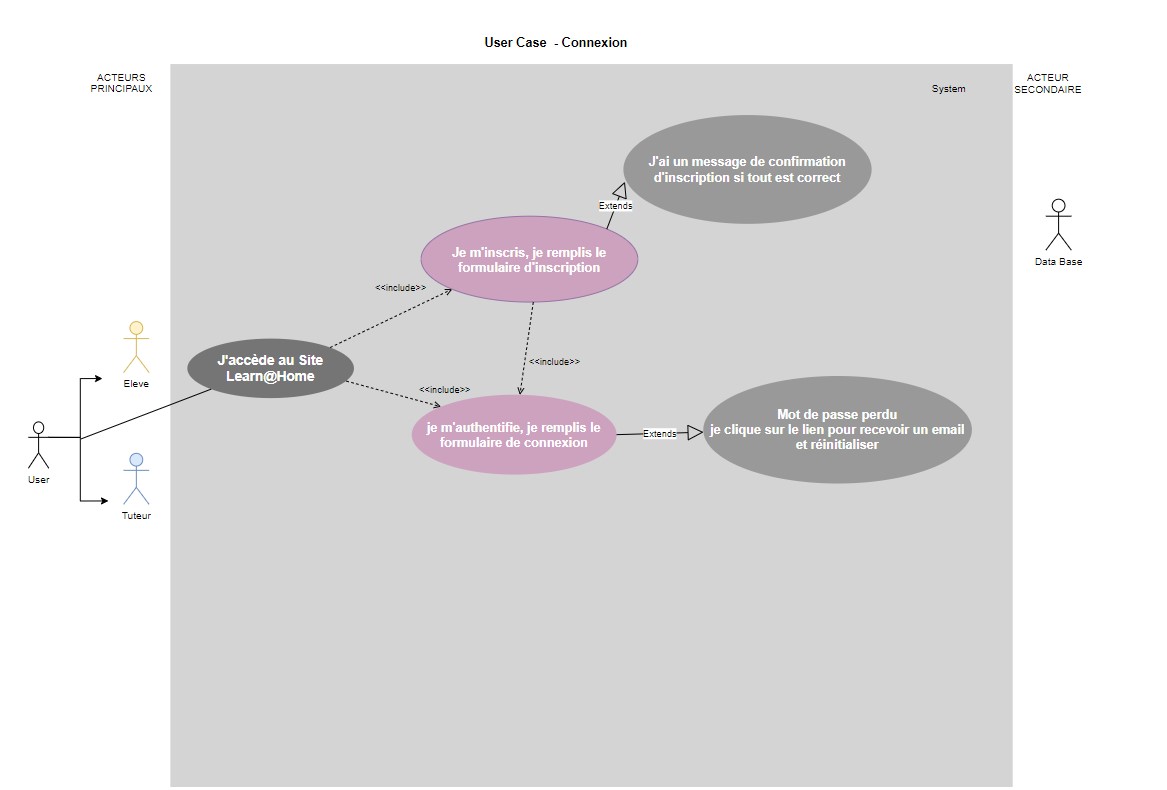 User Case  - Connexion
ACTEURS
PRINCIPAUX
System
ACTEUR
SECONDAIRE
J'ai un message de confirmation
d'inscription si tout est correct
Extends
Data Base
Je m'inscris, je remplis le
formulaire d'inscription
<<include>>
Eleve
J'accède au Site
Learn@Home
<<include>>
<<include>>
je m'authentifie, je remplis le
formulaire de connexion
Extends
Mot de passe perdu
je clique sur le lien pour recevoir un email
et réinitialiser
User
Tuteur